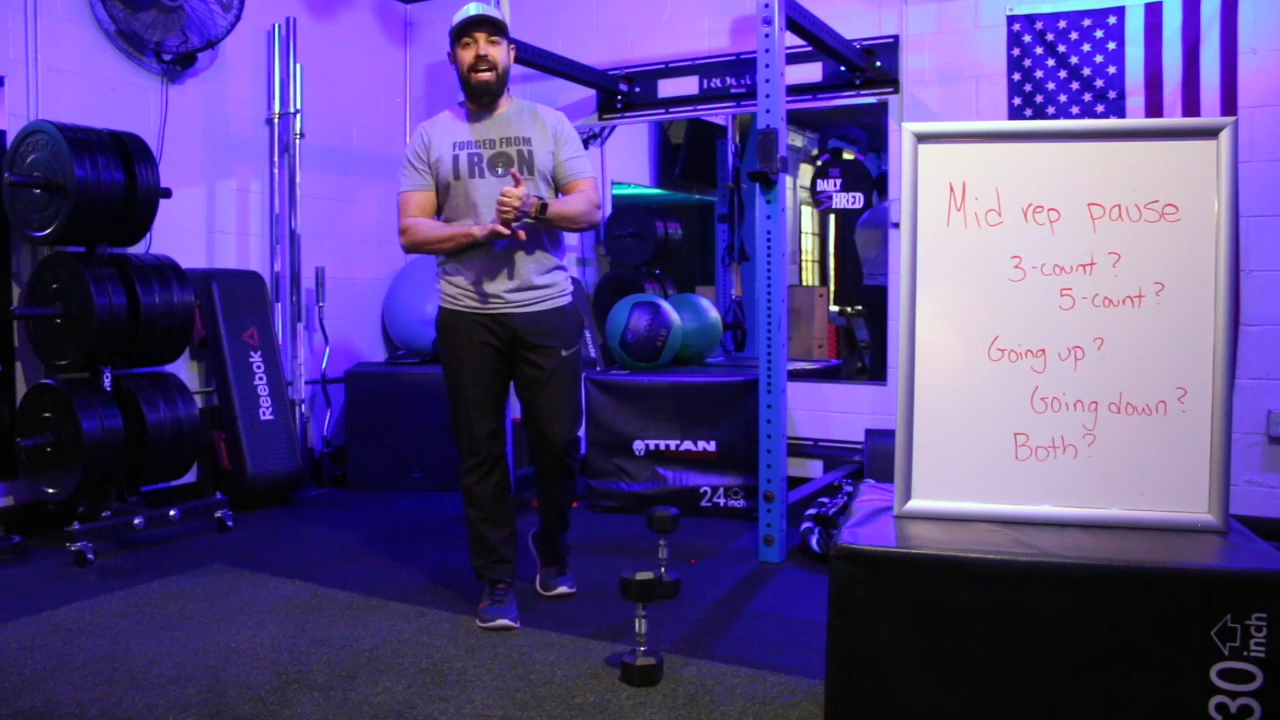 FORGED FROM
IRON
ROGUE
THE
DAILY
SHRED
Reebok
TITAN
24 inch
Mid rep pause
3-count?
5-count?
Going up?
Going down?
Both?
30 inch